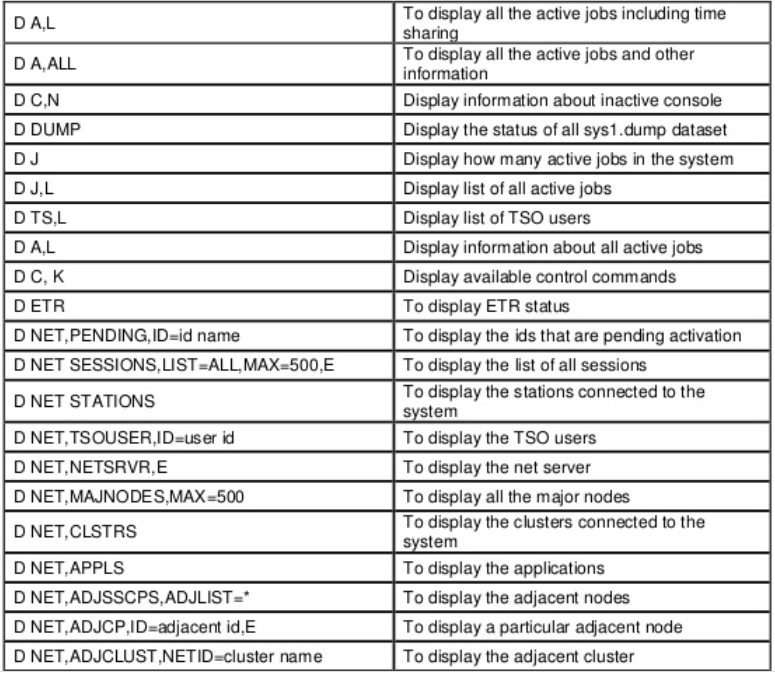 D A,L
To display all the active jobs including time
sharing
D A,ALL
To display all the active jobs and other
information
D C,N
Display information about inactive console
D DUMP
Display the status of all sys1.dump dataset
D J
Display how many active jobs in the system
D J,L
Display list of all active jobs
D TS,L
Display list of TSO users
D A,L
Display information about all active jobs
D C, K
Display available control commands
D ETR
To display ETR status
D NET,PENDING,ID=id name
To display the ids that are pending activation
D NET SESSIONS,LIST=ALL,MAX=500,E
To display the list of all sessions
D NET STATIONS
To display the stations connected to the
system
D NET,TSOUSER,ID=user id
To display the TSO users
D NET,NETSRVR,E
To display the net server
D NET,MAJNODES,MAX=500
To display all the major nodes
D NET,CLSTRS
To display the clusters connected to the
system
D NET,APPLS
To display the applications
D NET,ADJSSCPS,ADJLIST=*
To display the adjacent nodes
D NET,ADJCP,ID=adjacent id,E
To display a particular adjacent node
D NET,ADJCLUST,NETID=cluster name
To display the adjacent cluster